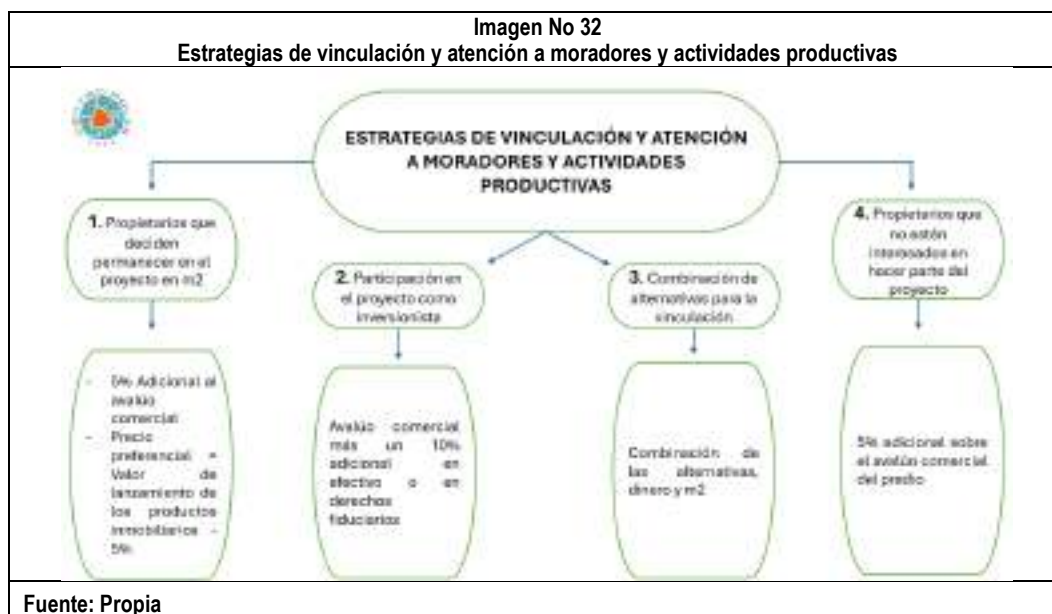 Imagen No 32
Estrategias de vinculación y atención a moradores y actividades productivas
ESTRATEGIAS DE VINCULACIÓN Y ATENCIÓN
A MORADORES Y ACTIVIDADES
PRODUCTIVAS
1. Propietarios que
deciden
permanecer en el
proyecto en m2
2. Participación en
el proyecto como
inversionista
3. Combinación de
alternativas para la
vinculación
4. Propietarios que
no están
interesados en
hacer parte del
proyecto
- 5% Adicional al
avalúo
comercial
- Precio
preferencial =
Valor de
lanzamiento de
los productos
inmobiliarios -
5%
Avalúo comercial
más un 10%
adicional en
efectivo o en
derechos
fiduciarios
Combinación de
las alternativas,
dinero y m2
5% adicional sobre
el avalúo comercial
del predio
Fuente: Propia